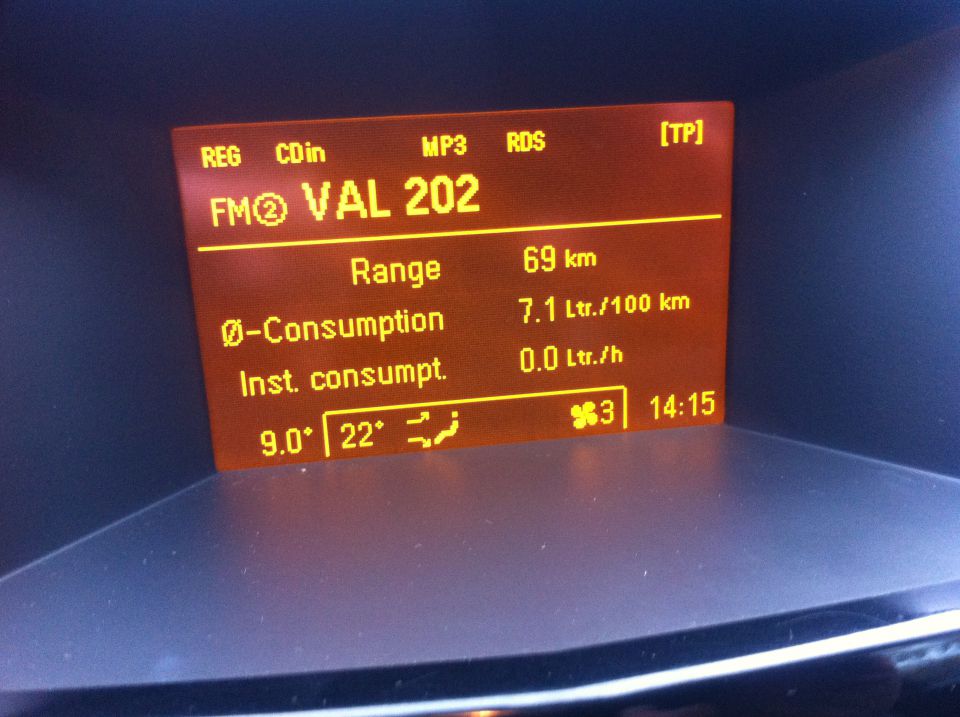 REG CDin MP3 RDS [TP]
FM② VAL 202
Range 69 km
Ø-Consumption 7.1 Ltr./100 km
Inst. consumpt. 0.0 Ltr./h
9.0° 22° 3 14:15